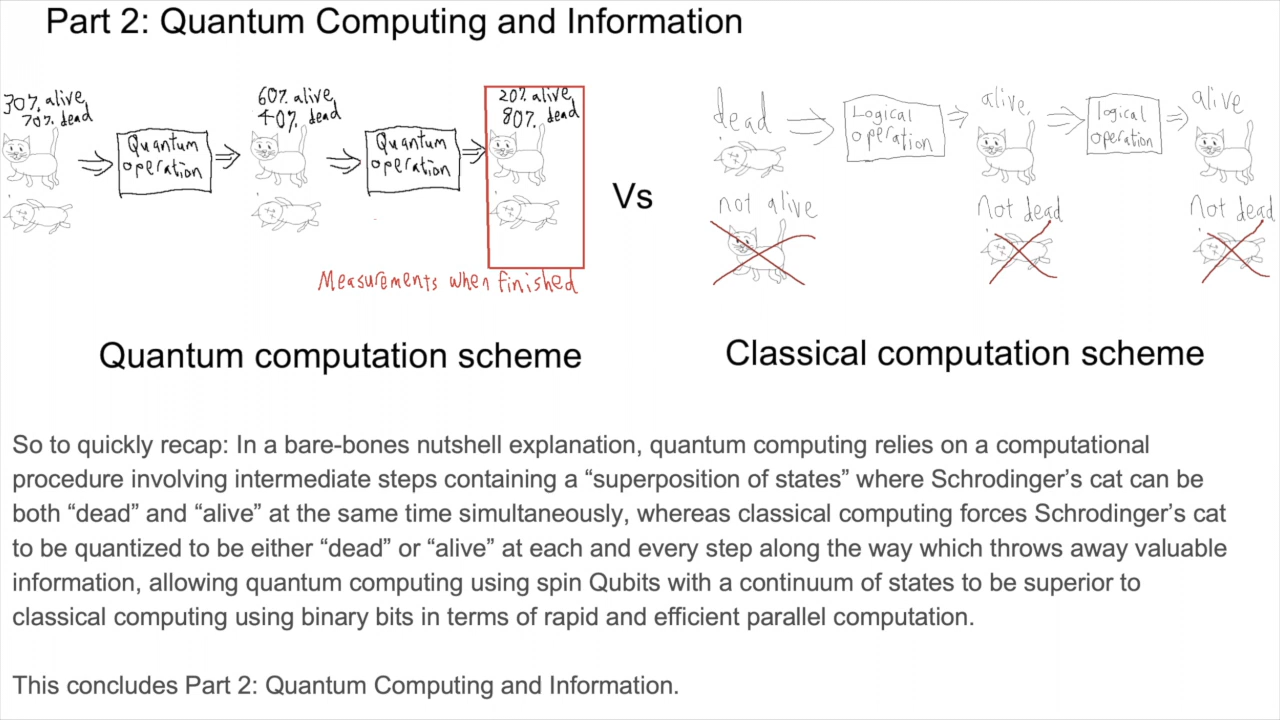 Part 2: Quantum Computing and Information
30% alive
70% dead
Quantum
operation
60% alive
40% dead
Quantum
operation
20% alive
80% dead
Measurements when finished
Quantum computation scheme
Vs
dead
not alive
Logical
operation
alive
Not dead
logical
operation
alive
Not dead
Classical computation scheme
So to quickly recap: In a bare-bones nutshell explanation, quantum computing relies on a computational
procedure involving intermediate steps containing a “superposition of states” where Schrodinger’s cat can be
both “dead” and “alive” at the same time simultaneously, whereas classical computing forces Schrodinger’s cat
to be quantized to be either “dead” or “alive” at each and every step along the way which throws away valuable
information, allowing quantum computing using spin Qubits with a continuum of states to be superior to
classical computing using binary bits in terms of rapid and efficient parallel computation.
This concludes Part 2: Quantum Computing and Information.